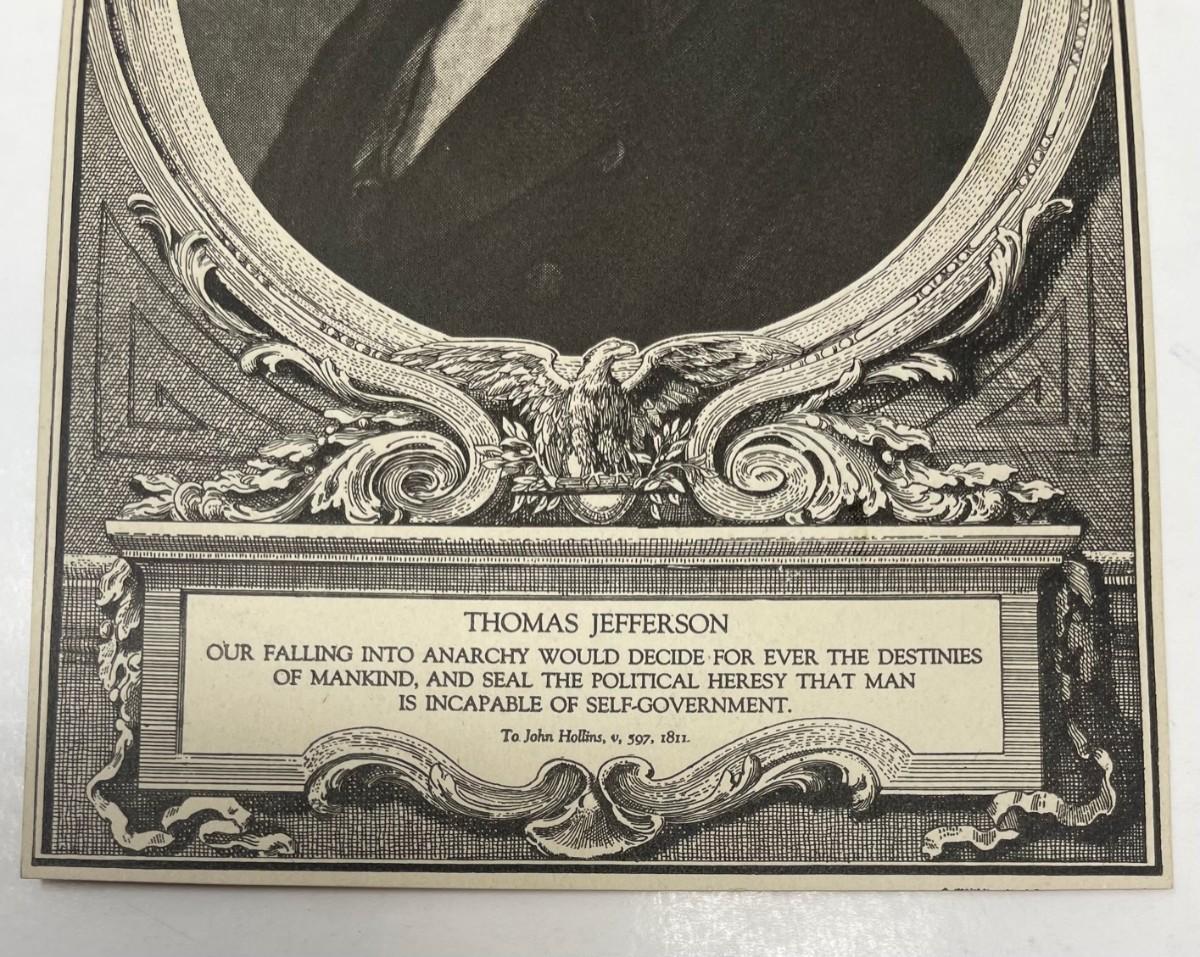 THOMAS JEFFERSON
OUR FALLING INTO ANARCHY WOULD DECIDE FOR EVER THE DESTINIES
OF MANKIND, AND SEAL THE POLITICAL HERESY THAT MAN
IS INCAPABLE OF SELF-GOVERNMENT.
To John Hollins, v, 597, 1811.